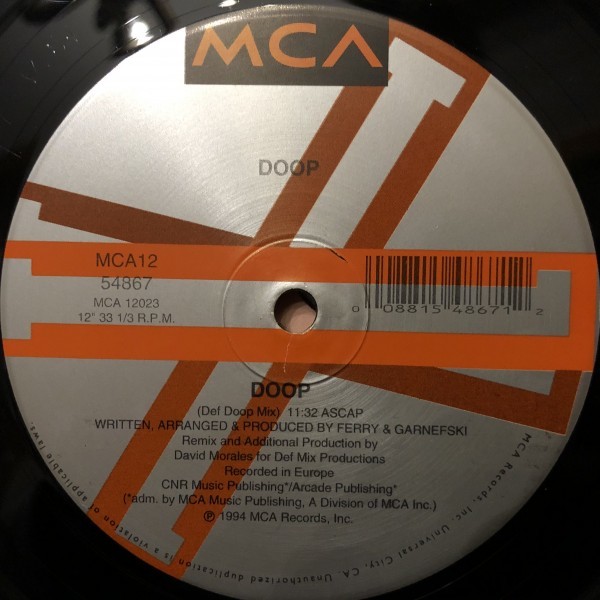 MCA
DOOP
MCA12
54867
MCA 12023
12" 33 1/3 R.P.M.
0 08815 48671 2
DOOP
(Def Doop Mix) 11:32 ASCAP
WRITTEN, ARRANGED & PRODUCED BY FERRY & GARNEFSKI
Remix and Additional Production by
David Morales for Def Mix Productions
Recorded in Europe
CNR Music Publishing*/Arcade Publishing*
(*adm. by MCA Music Publishing, A Division of MCA Inc.)
℗ 1994 MCA Records, Inc.
MCA Records, Inc. Universal City, CA. Unauthorized duplication is a violation of applicable laws.